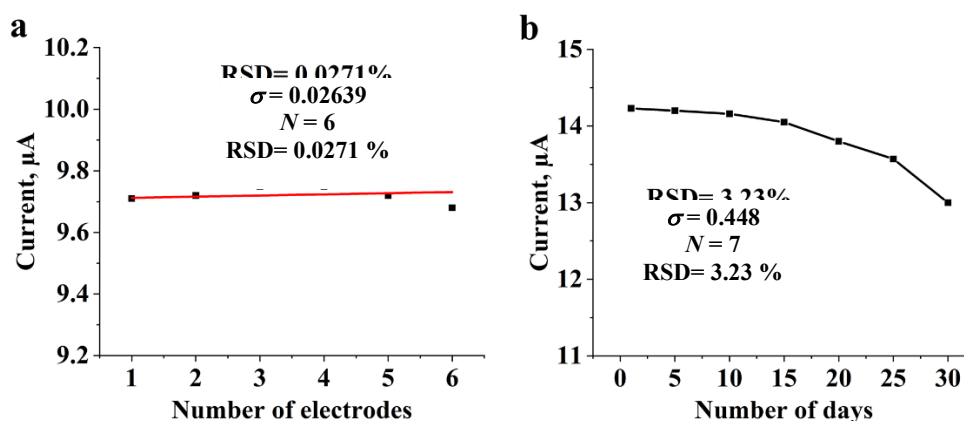 a
10.2
10.0
9.8
9.6
9.4
9.2
Current, µA
RSD= 0.0271%
σ = 0.02639
N = 6
RSD= 0.0271 %
1 2 3 4 5 6
Number of electrodes
b
15
14
13
12
11
Current, µA
RSD= 3.23%
σ = 0.448
N = 7
RSD= 3.23 %
0 5 10 15 20 25 30
Number of days